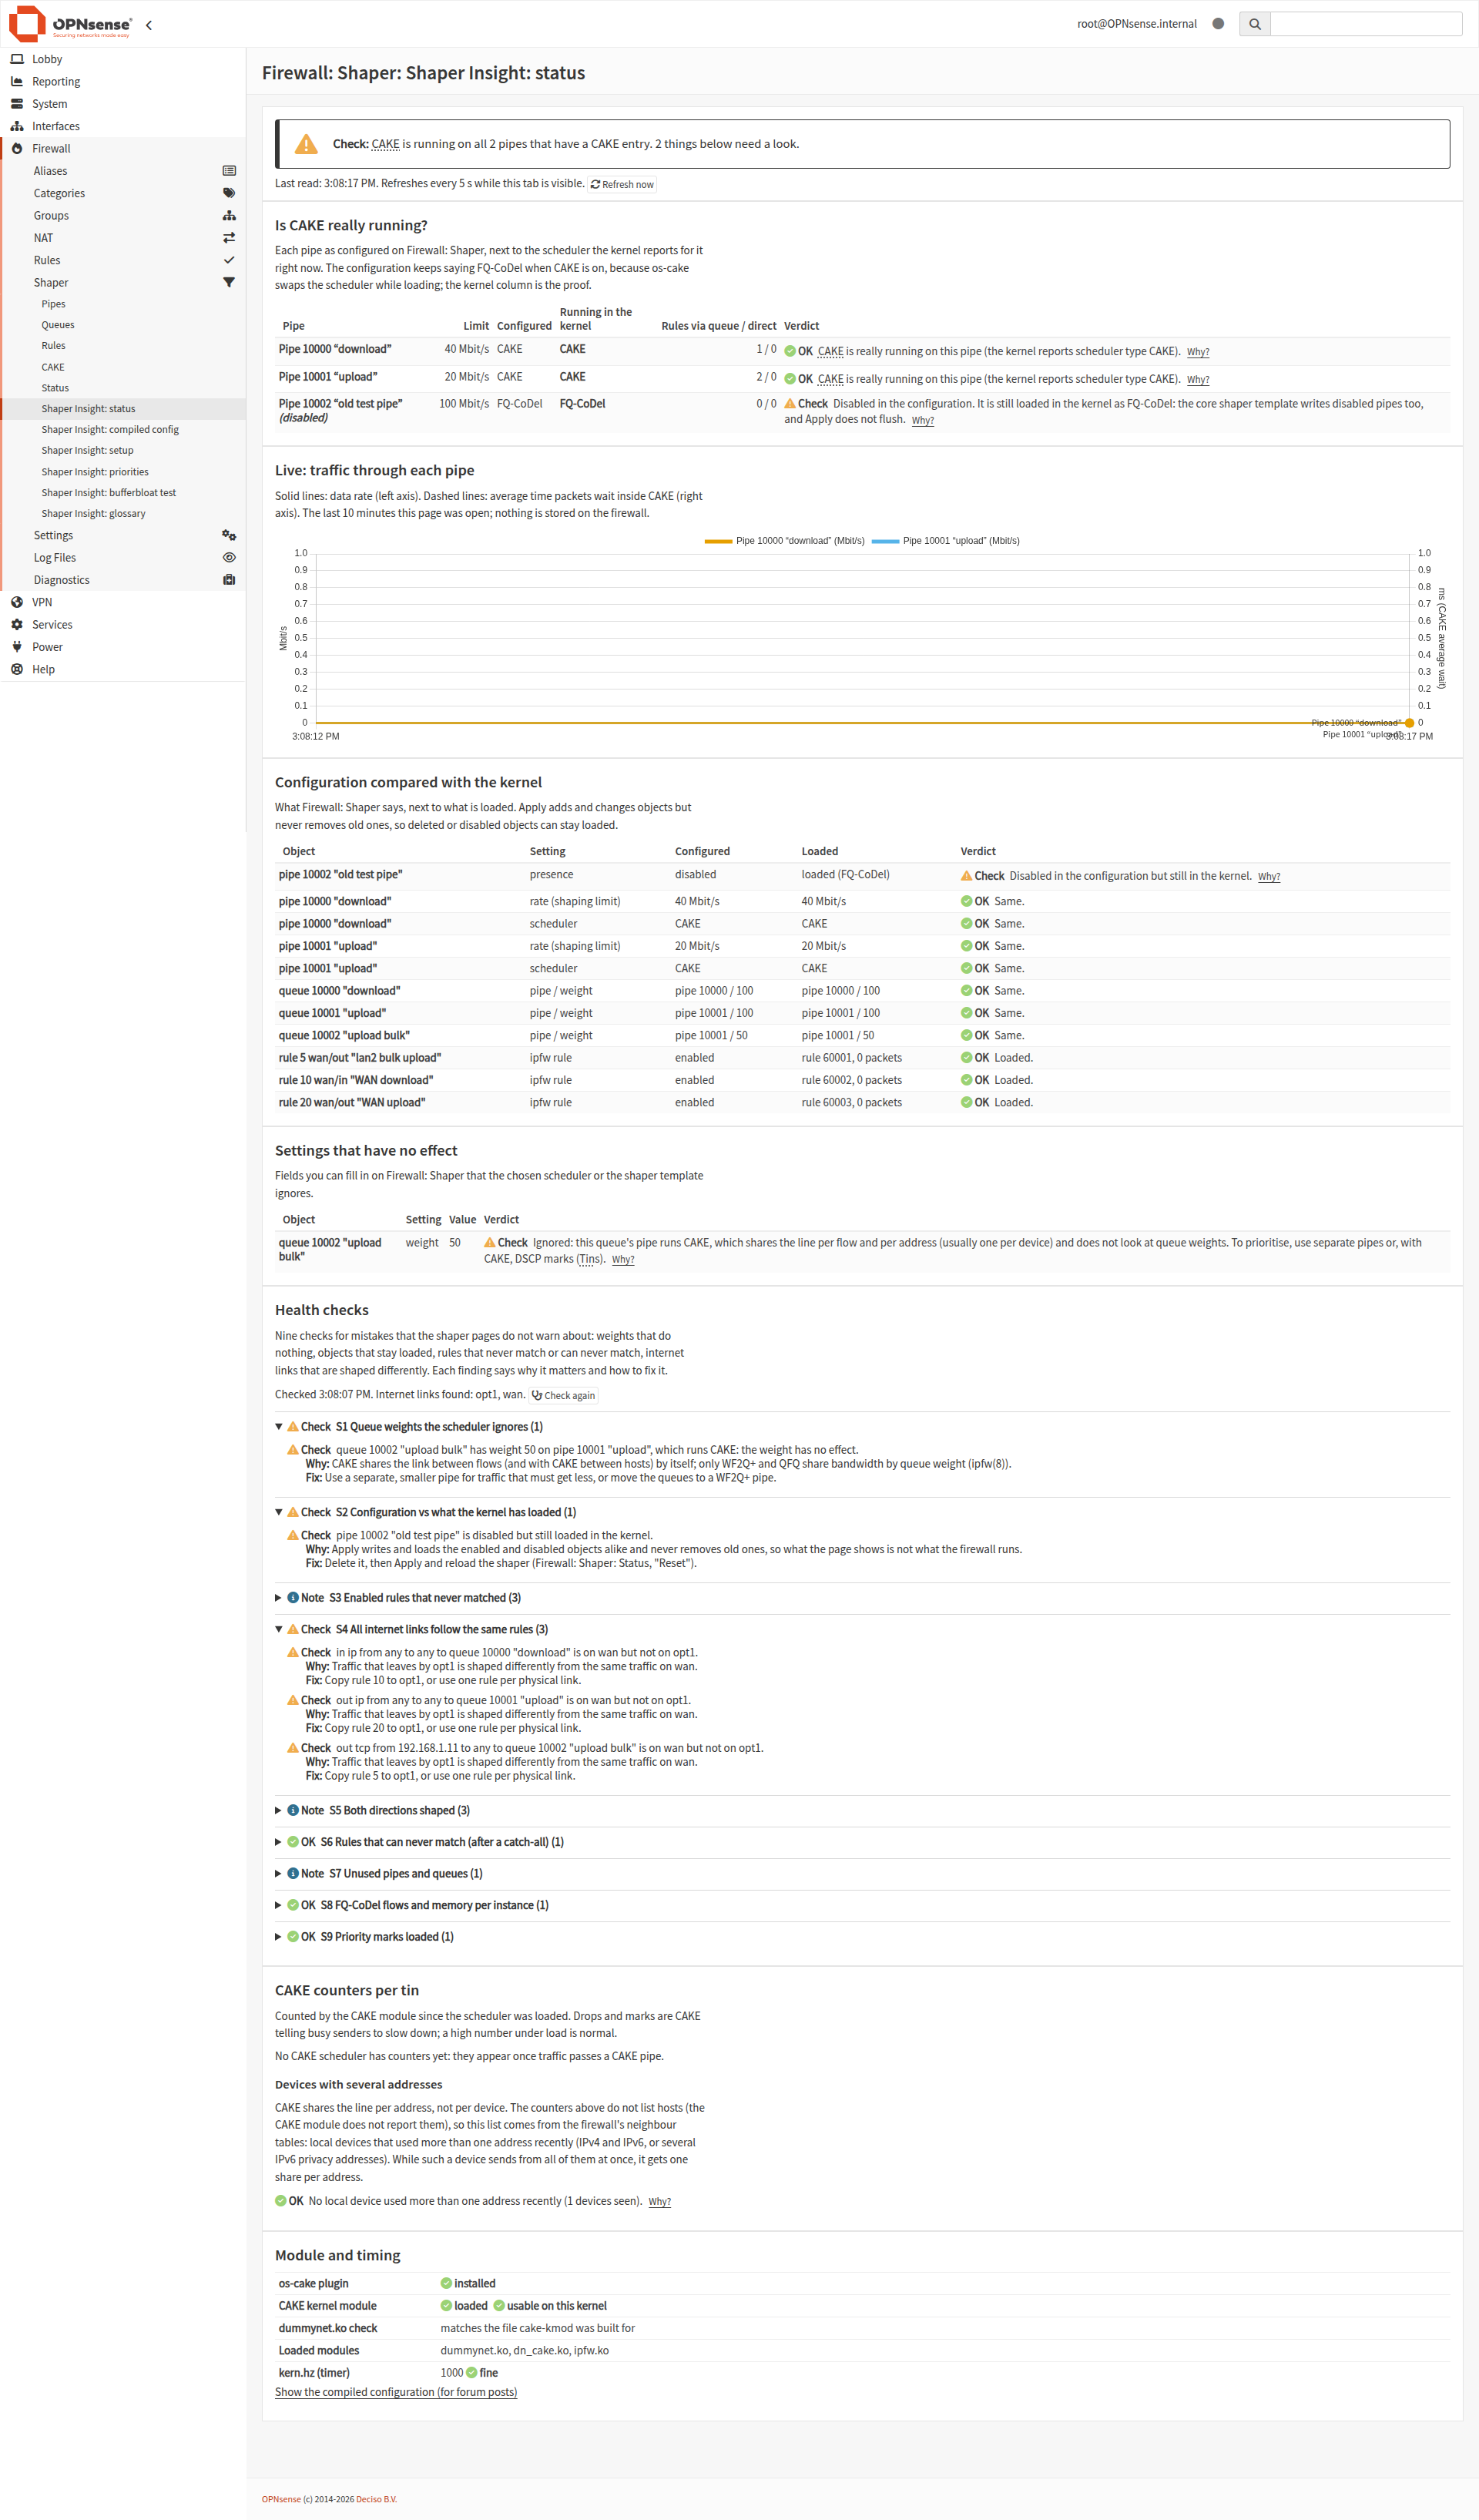 OPNsense®
Securing networks made easy
root@OPNsense.internal
Lobby
Reporting
System
Interfaces
Firewall
Aliases
Categories
Groups
NAT
Rules
Shaper
Pipes
Queues
Rules
CAKE
Status
Shaper Insight: status
Shaper Insight: compiled config
Shaper Insight: setup
Shaper Insight: priorities
Shaper Insight: bufferbloat test
Shaper Insight: glossary
Settings
Log Files
Diagnostics
VPN
Services
Power
Help
Firewall: Shaper: Shaper Insight: status
Check: CAKE is running on all 2 pipes that have a CAKE entry. 2 things below need a look.
Last read: 3:08:17 PM. Refreshes every 5 s while this tab is visible. Refresh now
Is CAKE really running?
Each pipe as configured on Firewall: Shaper, next to the scheduler the kernel reports for it
right now. The configuration keeps saying FQ-CoDel when CAKE is on, because os-cake
swaps the scheduler while loading; the kernel column is the proof.
Pipe Limit Configured Running in the kernel Rules via queue / direct Verdict
Pipe 10000 “download” 40 Mbit/s CAKE CAKE 1 / 0 OK CAKE is really running on this pipe (the kernel reports scheduler type CAKE). Why?
Pipe 10001 “upload” 20 Mbit/s CAKE CAKE 2 / 0 OK CAKE is really running on this pipe (the kernel reports scheduler type CAKE). Why?
Pipe 10002 “old test pipe” 100 Mbit/s FQ-CoDel FQ-CoDel 0 / 0 Check Disabled in the configuration. It is still loaded in the kernel as FQ-CoDel: the core shaper template writes disabled pipes too,
(disabled) and Apply does not flush. Why?
Live: traffic through each pipe
Solid lines: data rate (left axis). Dashed lines: average time packets wait inside CAKE (right
axis). The last 10 minutes this page was open; nothing is stored on the firewall.
Pipe 10000 “download” (Mbit/s) Pipe 10001 “upload” (Mbit/s)
1.0 1.0
0.9 0.9
0.8 0.8
0.7 0.7
0.6 0.6
0.5 0.5
0.4 0.4
0.3 0.3
0.2 0.2
0.1 0.1
0 0
Mbit/s
ms (CAKE average wait)
Pipe 10000 “download”
Pipe 10001 “upload”
3:08:12 PM 3:08:17 PM
Configuration compared with the kernel
What Firewall: Shaper says, next to what is loaded. Apply adds and changes objects but
never removes old ones, so deleted or disabled objects can stay loaded.
Object Setting Configured Loaded Verdict
pipe 10002 "old test pipe" presence disabled loaded (FQ-CoDel) Check Disabled in the configuration but still in the kernel. Why?
pipe 10000 "download" rate (shaping limit) 40 Mbit/s 40 Mbit/s OK Same.
pipe 10000 "download" scheduler CAKE CAKE OK Same.
pipe 10001 "upload" rate (shaping limit) 20 Mbit/s 20 Mbit/s OK Same.
pipe 10001 "upload" scheduler CAKE CAKE OK Same.
queue 10000 "download" pipe / weight pipe 10000 / 100 pipe 10000 / 100 OK Same.
queue 10001 "upload" pipe / weight pipe 10001 / 100 pipe 10001 / 100 OK Same.
queue 10002 "upload bulk" pipe / weight pipe 10001 / 50 pipe 10001 / 50 OK Same.
rule 5 wan/out "lan2 bulk upload" ipfw rule enabled rule 60001, 0 packets OK Loaded.
rule 10 wan/in "WAN download" ipfw rule enabled rule 60002, 0 packets OK Loaded.
rule 20 wan/out "WAN upload" ipfw rule enabled rule 60003, 0 packets OK Loaded.
Settings that have no effect
Fields you can fill in on Firewall: Shaper that the chosen scheduler or the shaper template
ignores.
Object Setting Value Verdict
queue 10002 "upload weight 50 Check Ignored: this queue's pipe runs CAKE, which shares the line per flow and per address (usually one per device) and does not look at queue weights. To prioritise, use separate pipes or, with
bulk" CAKE, DSCP marks (Tins). Why?
Health checks
Nine checks for mistakes that the shaper pages do not warn about: weights that do
nothing, objects that stay loaded, rules that never match or can never match, internet
links that are shaped differently. Each finding says why it matters and how to fix it.
Checked 3:08:07 PM. Internet links found: opt1, wan. Check again
Check S1 Queue weights the scheduler ignores (1)
Check queue 10002 "upload bulk" has weight 50 on pipe 10001 "upload", which runs CAKE: the weight has no effect.
Why: CAKE shares the link between flows (and with CAKE between hosts) by itself; only WF2Q+ and QFQ share bandwidth by queue weight (ipfw(8)).
Fix: Use a separate, smaller pipe for traffic that must get less, or move the queues to a WF2Q+ pipe.
Check S2 Configuration vs what the kernel has loaded (1)
Check pipe 10002 "old test pipe" is disabled but still loaded in the kernel.
Why: Apply writes and loads the enabled and disabled objects alike and never removes old ones, so what the page shows is not what the firewall runs.
Fix: Delete it, then Apply and reload the shaper (Firewall: Shaper: Status, "Reset").
Note S3 Enabled rules that never matched (3)
Check S4 All internet links follow the same rules (3)
Check in ip from any to any to queue 10000 "download" is on wan but not on opt1.
Why: Traffic that leaves by opt1 is shaped differently from the same traffic on wan.
Fix: Copy rule 10 to opt1, or use one rule per physical link.
Check out ip from any to any to queue 10001 "upload" is on wan but not on opt1.
Why: Traffic that leaves by opt1 is shaped differently from the same traffic on wan.
Fix: Copy rule 20 to opt1, or use one rule per physical link.
Check out tcp from 192.168.1.11 to any to queue 10002 "upload bulk" is on wan but not on opt1.
Why: Traffic that leaves by opt1 is shaped differently from the same traffic on wan.
Fix: Copy rule 5 to opt1, or use one rule per physical link.
Note S5 Both directions shaped (3)
OK S6 Rules that can never match (after a catch-all) (1)
Note S7 Unused pipes and queues (1)
OK S8 FQ-CoDel flows and memory per instance (1)
OK S9 Priority marks loaded (1)
CAKE counters per tin
Counted by the CAKE module since the scheduler was loaded. Drops and marks are CAKE
telling busy senders to slow down; a high number under load is normal.
No CAKE scheduler has counters yet: they appear once traffic passes a CAKE pipe.
Devices with several addresses
CAKE shares the line per address, not per device. The counters above do not list hosts (the
CAKE module does not report them), so this list comes from the firewall's neighbour
tables: local devices that used more than one address recently (IPv4 and IPv6, or several
IPv6 privacy addresses). While such a device sends from all of them at once, it gets one
share per address.
OK No local device used more than one address recently (1 devices seen). Why?
Module and timing
os-cake plugin installed
CAKE kernel module loaded usable on this kernel
dummynet.ko check matches the file cake-kmod was built for
Loaded modules dummynet.ko, dn_cake.ko, ipfw.ko
kern.hz (timer) 1000 fine
Show the compiled configuration (for forum posts)
OPNsense (c) 2014-2026 Deciso B.V.